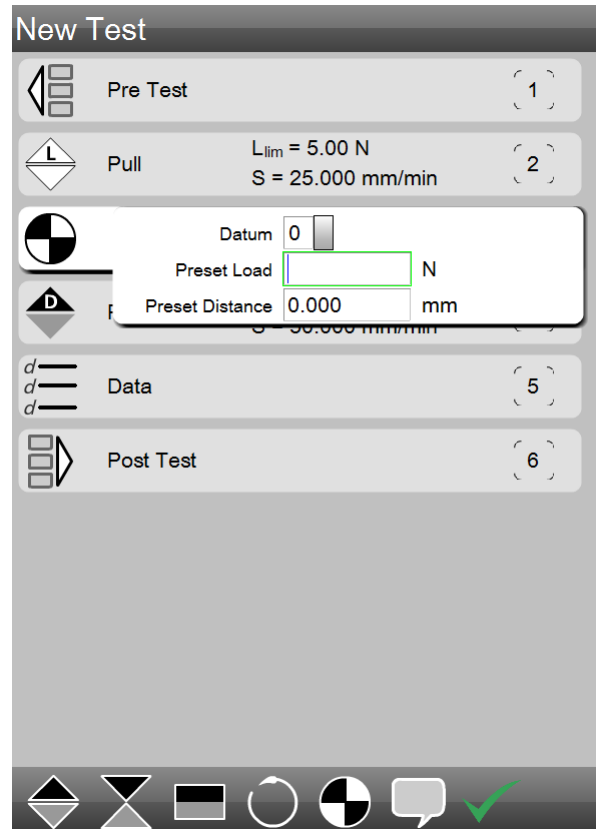 New Test
Pre Test
1
L
Pull
Llim = 5.00 N
S = 25.000 mm/min
2
Datum 0
Preset Load N
Preset Distance 0.000 mm
D
d
d
d
Data
5
Post Test
6